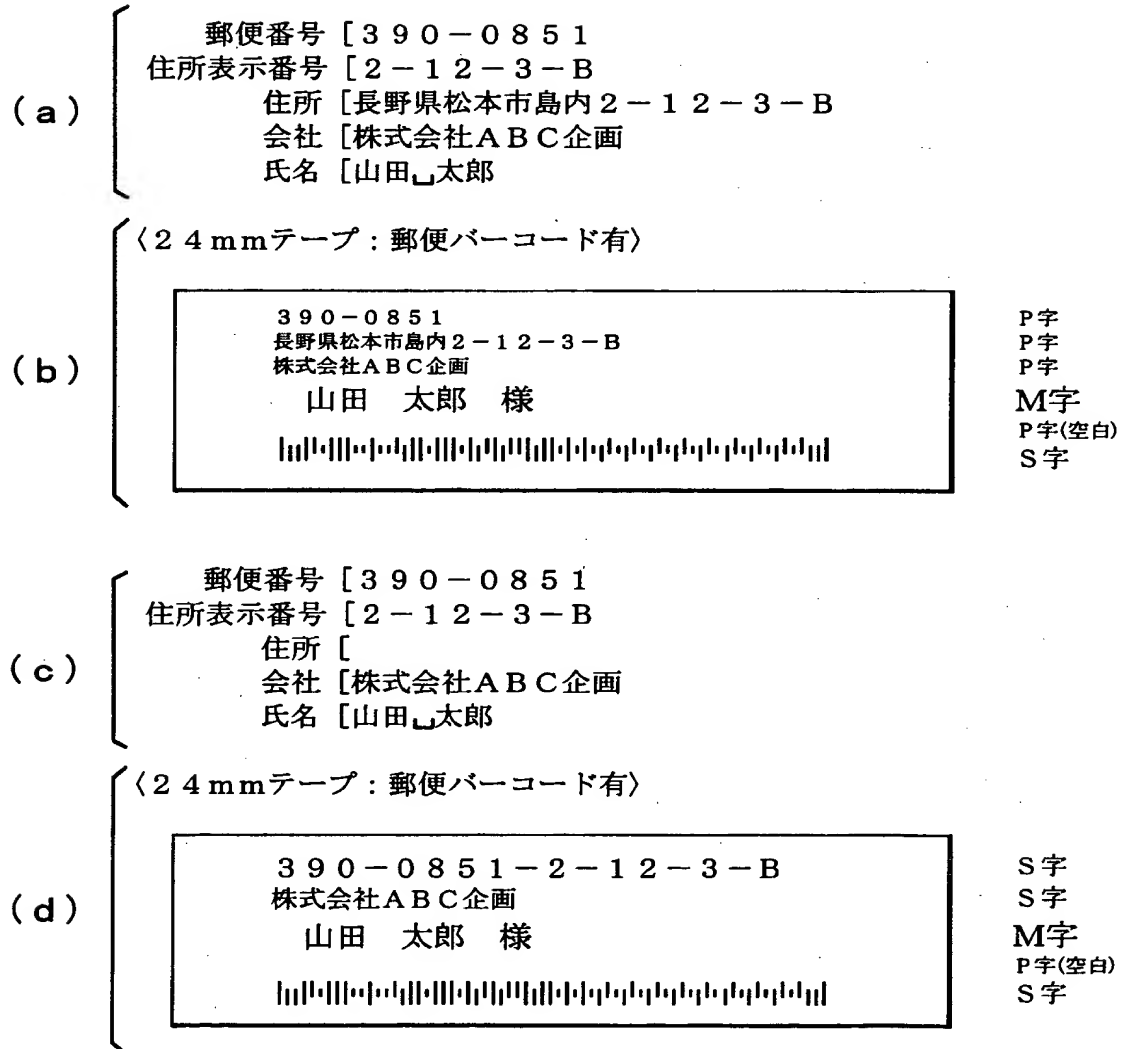 (a)
郵便番号 [390-0851
住所表示番号 [2-12-3-B
住所 [長野県松本市島内2-12-3-B
会社 [株式会社ABC企画
氏名 [山田␣太郎
(b)
〈24mmテープ:郵便バーコード有〉
390-0851 P字
長野県松本市島内2-12-3-B P字
株式会社ABC企画 P字
山田 太郎 様 M字
P字(空白)
S字
(c)
郵便番号 [390-0851
住所表示番号 [2-12-3-B
住所 [
会社 [株式会社ABC企画
氏名 [山田␣太郎
(d)
〈24mmテープ:郵便バーコード有〉
390-0851-2-12-3-B S字
株式会社ABC企画 S字
山田 太郎 様 M字
P字(空白)
S字